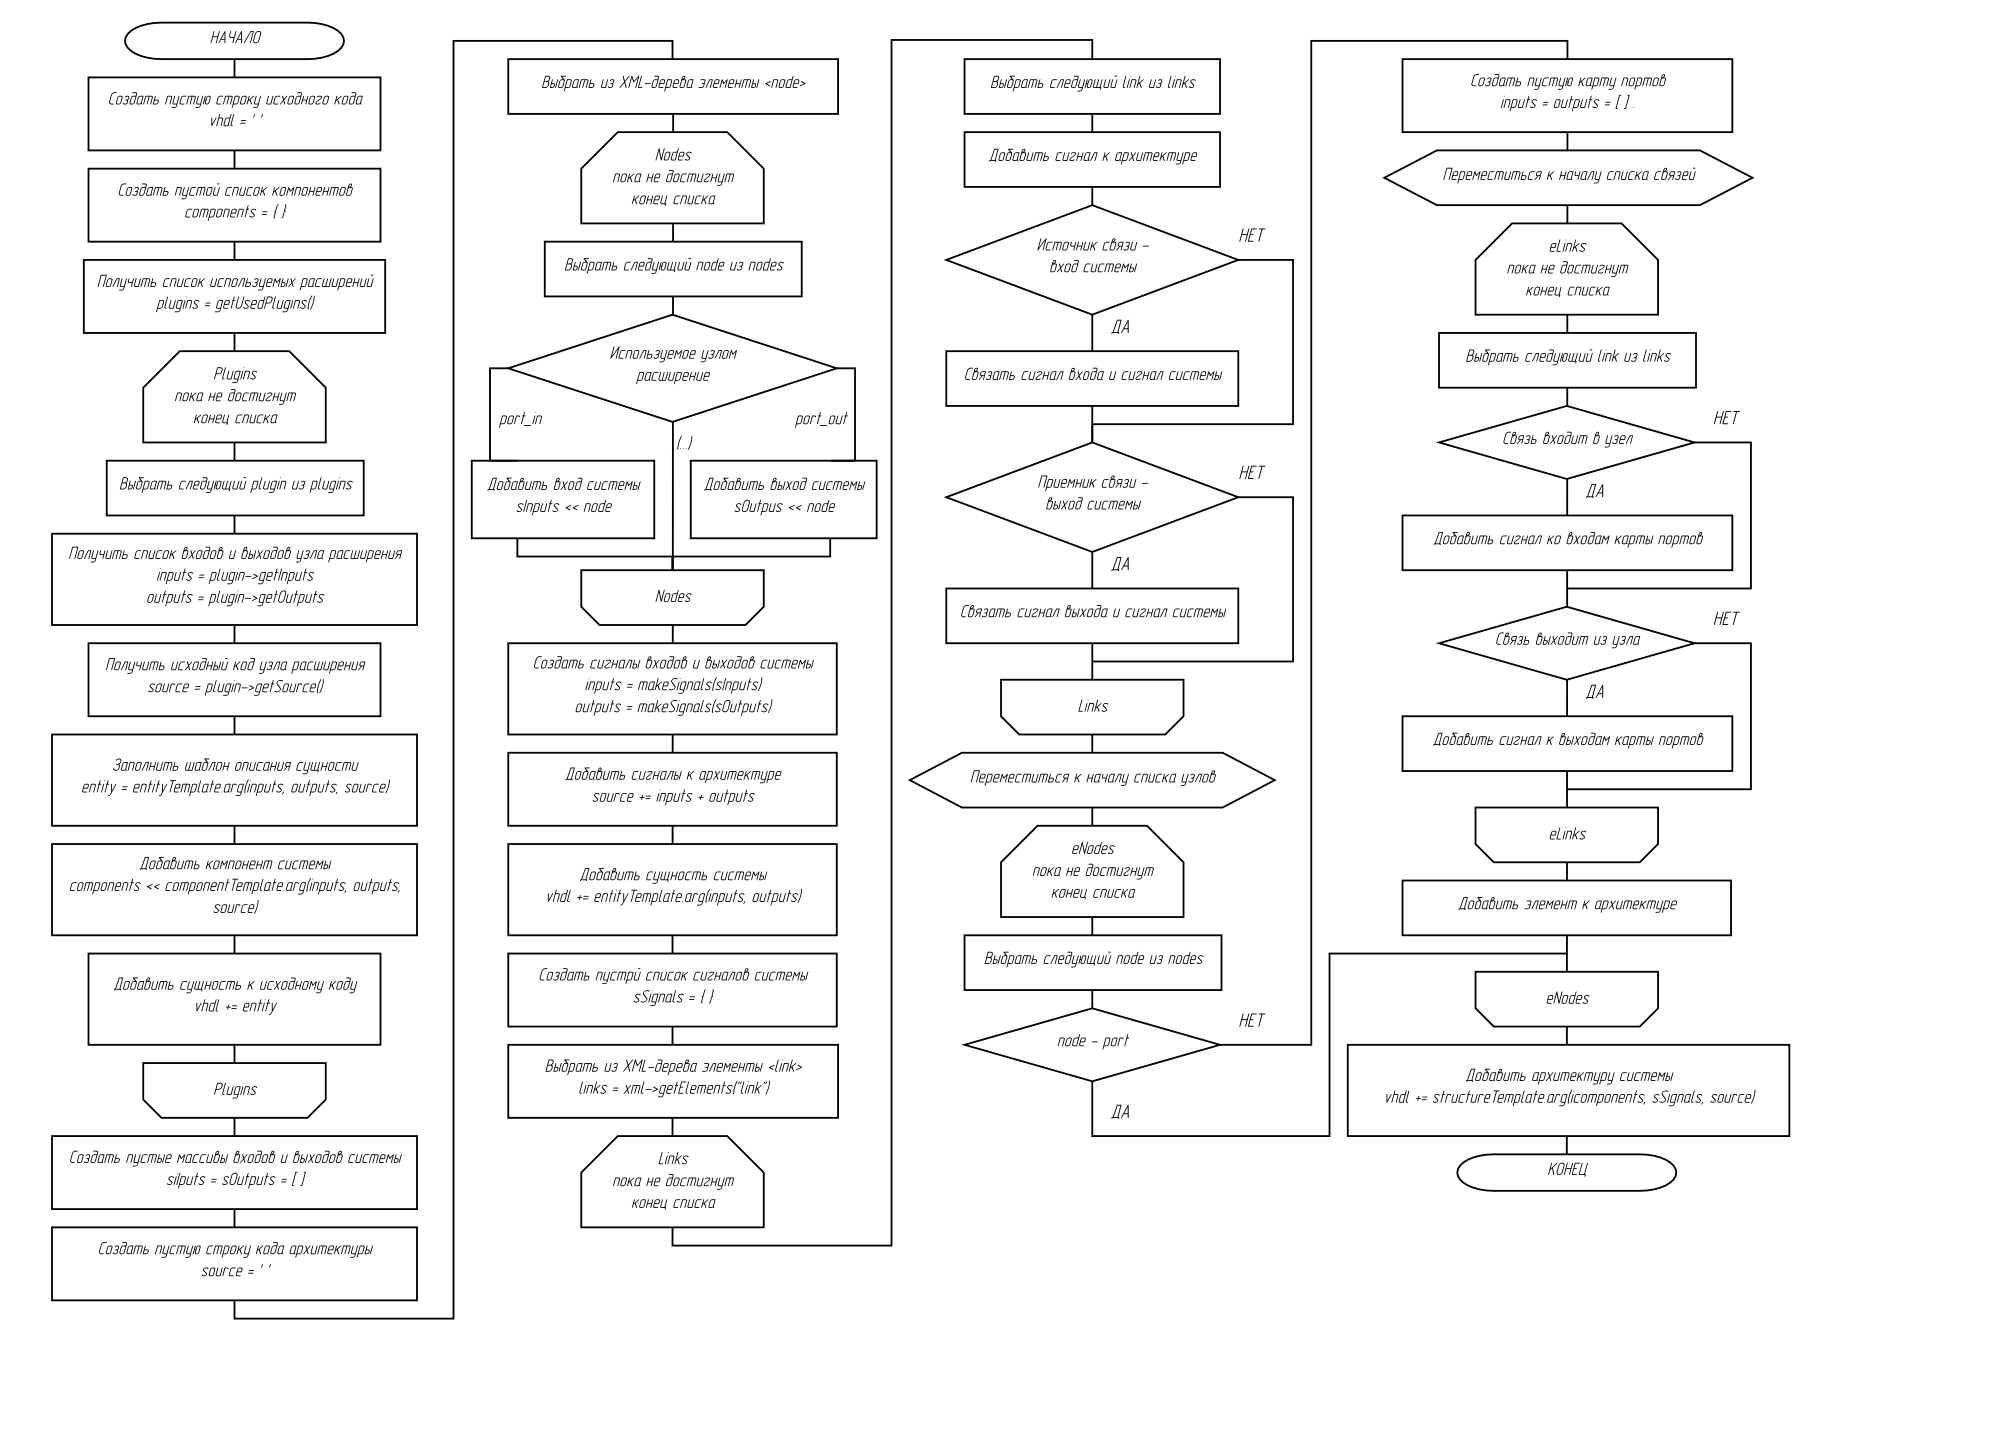 НАЧАЛО
Создать пустую строку исходного кода
vhdl = ' '
Создать пустой список компонентов
components = { }
Получить список используемых расширений
plugins = getUsedPlugins()
Plugins
пока не достигнут
конец списка
Выбрать следующий plugin из plugins
Получить список входов и выходов узла расширения
inputs = plugin->getInputs
outputs = plugin->getOutputs
Получить исходный код узла расширения
source = plugin->getSource()
Заполнить шаблон описания сущности
entity = entityTemplate.arg(inputs, outputs, source)
Добавить компонент системы
components << componentTemplate.arg(inputs, outputs,
source)
Добавить сущность к исходному коду
vhdl += entity
Plugins
Создать пустые массивы входов и выходов системы
siIputs = sOutputs = [ ]
Создать пустую строку кода архитектуры
source = ' '
Выбрать из XML-дерева элементы <node>
Nodes
пока не достигнут
конец списка
Выбрать следующий node из nodes
Используемое узлом
расширение
port_in
(...)
port_out
Добавить вход системы
sInputs << node
Добавить выход системы
sOutpus << node
Nodes
Создать сигналы входов и выходов системы
inputs = makeSignals(sInputs)
outputs = makeSignals(sOutputs)
Добавить сигналы к архитектуре
source += inputs + outputs
Добавить сущность системы
vhdl += entityTemplate.arg(inputs, outputs)
Создать пустрй список сигналов системы
sSignals = { }
Выбрать из XML-дерева элементы <link>
links = xml->getElements("link")
Links
пока не достигнут
конец списка
Выбрать следующий link из links
Добавить сигнал к архитектуре
Источник связи -
вход системы
НЕТ
ДА
Связать сигнал входа и сигнал системы
Приемник связи -
выход системы
НЕТ
ДА
Связать сигнал выхода и сигнал системы
Links
Переместиться к началу списка узлов
eNodes
пока не достигнут
конец списка
Выбрать следующий node из nodes
node - port
НЕТ
ДА
Создать пустую карту портов
inputs = outputs = [ ] .
Переместиться к началу списка связей
eLinks
пока не достигнут
конец списка
Выбрать следующий link из links
Связь входит в узел
НЕТ
ДА
Добавить сигнал ко входам карты портов
Связь выходит из узла
НЕТ
ДА
Добавить сигнал к выходам карты портов
eLinks
Добавить элемент к архитектуре
eNodes
Добавить архитектуру системы
vhdl += structureTemplate.arg(icomponents, sSignals, source)
КОНЕЦ